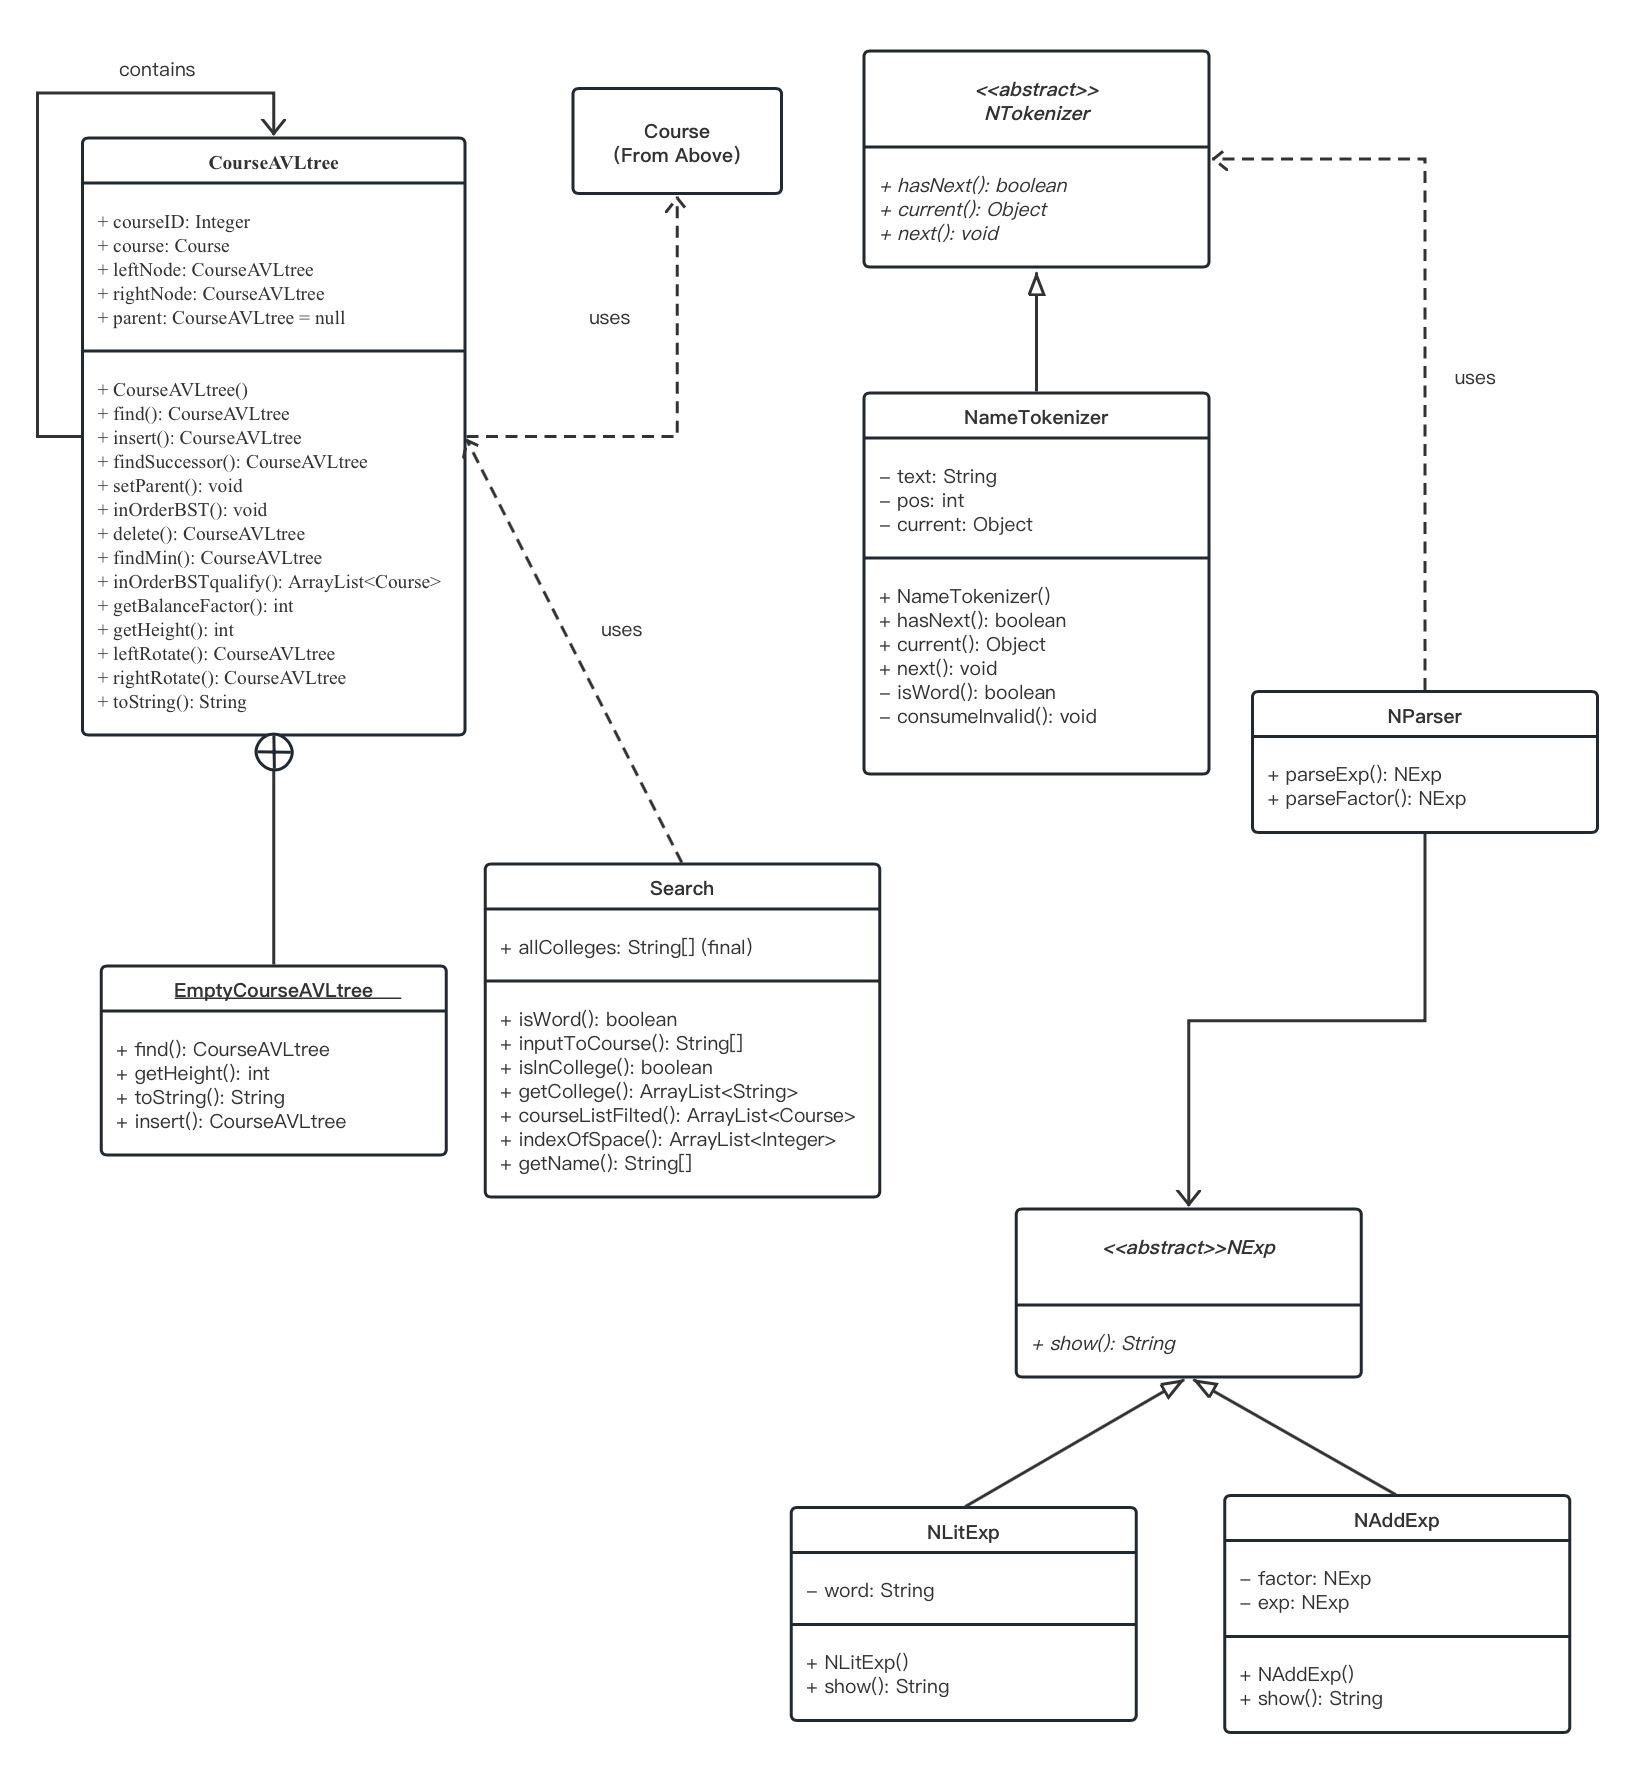 contains
CourseAVLtree
+ courseID: Integer
+ course: Course
+ leftNode: CourseAVLtree
+ rightNode: CourseAVLtree
+ parent: CourseAVLtree = null
+ CourseAVLtree()
+ find(): CourseAVLtree
+ insert(): CourseAVLtree
+ findSuccessor(): CourseAVLtree
+ setParent(): void
+ inOrderBST(): void
+ delete(): CourseAVLtree
+ findMin(): CourseAVLtree
+ inOrderBSTqualify(): ArrayList<Course>
+ getBalanceFactor(): int
+ getHeight(): int
+ leftRotate(): CourseAVLtree
+ rightRotate(): CourseAVLtree
+ toString(): String
Course
(From Above)
uses
uses
EmptyCourseAVLtree
+ find(): CourseAVLtree
+ getHeight(): int
+ toString(): String
+ insert(): CourseAVLtree
Search
+ allColleges: String[] (final)
+ isWord(): boolean
+ inputToCourse(): String[]
+ isInCollege(): boolean
+ getCollege(): ArrayList<String>
+ courseListFilted(): ArrayList<Course>
+ indexOfSpace(): ArrayList<Integer>
+ getName(): String[]
<<abstract>>
NTokenizer
+ hasNext(): boolean
+ current(): Object
+ next(): void
NameTokenizer
– text: String
– pos: int
– current: Object
+ NameTokenizer()
+ hasNext(): boolean
+ current(): Object
+ next(): void
– isWord(): boolean
– consumeInvalid(): void
uses
NParser
+ parseExp(): NExp
+ parseFactor(): NExp
<<abstract>>NExp
+ show(): String
NLitExp
– word: String
+ NLitExp()
+ show(): String
NAddExp
– factor: NExp
– exp: NExp
+ NAddExp()
+ show(): String